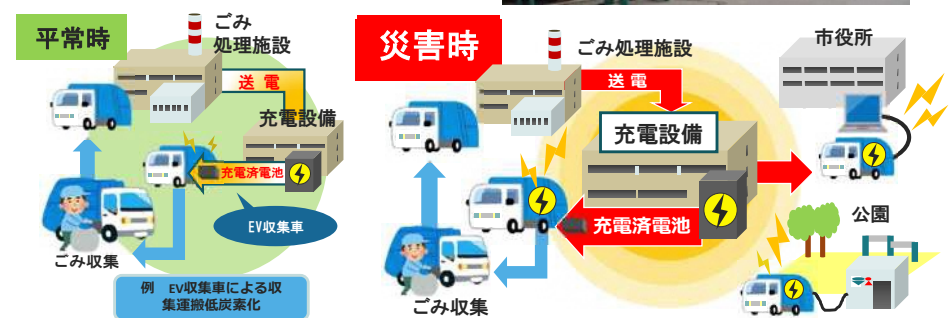 平常時
ごみ
処理施設
送 電
充電設備
充電済電池
EV収集車
ごみ収集
例 EV収集車による収
集運搬低炭素化
災害時
ごみ処理施設
送 電
充電設備
充電済電池
ごみ収集
市役所
公園